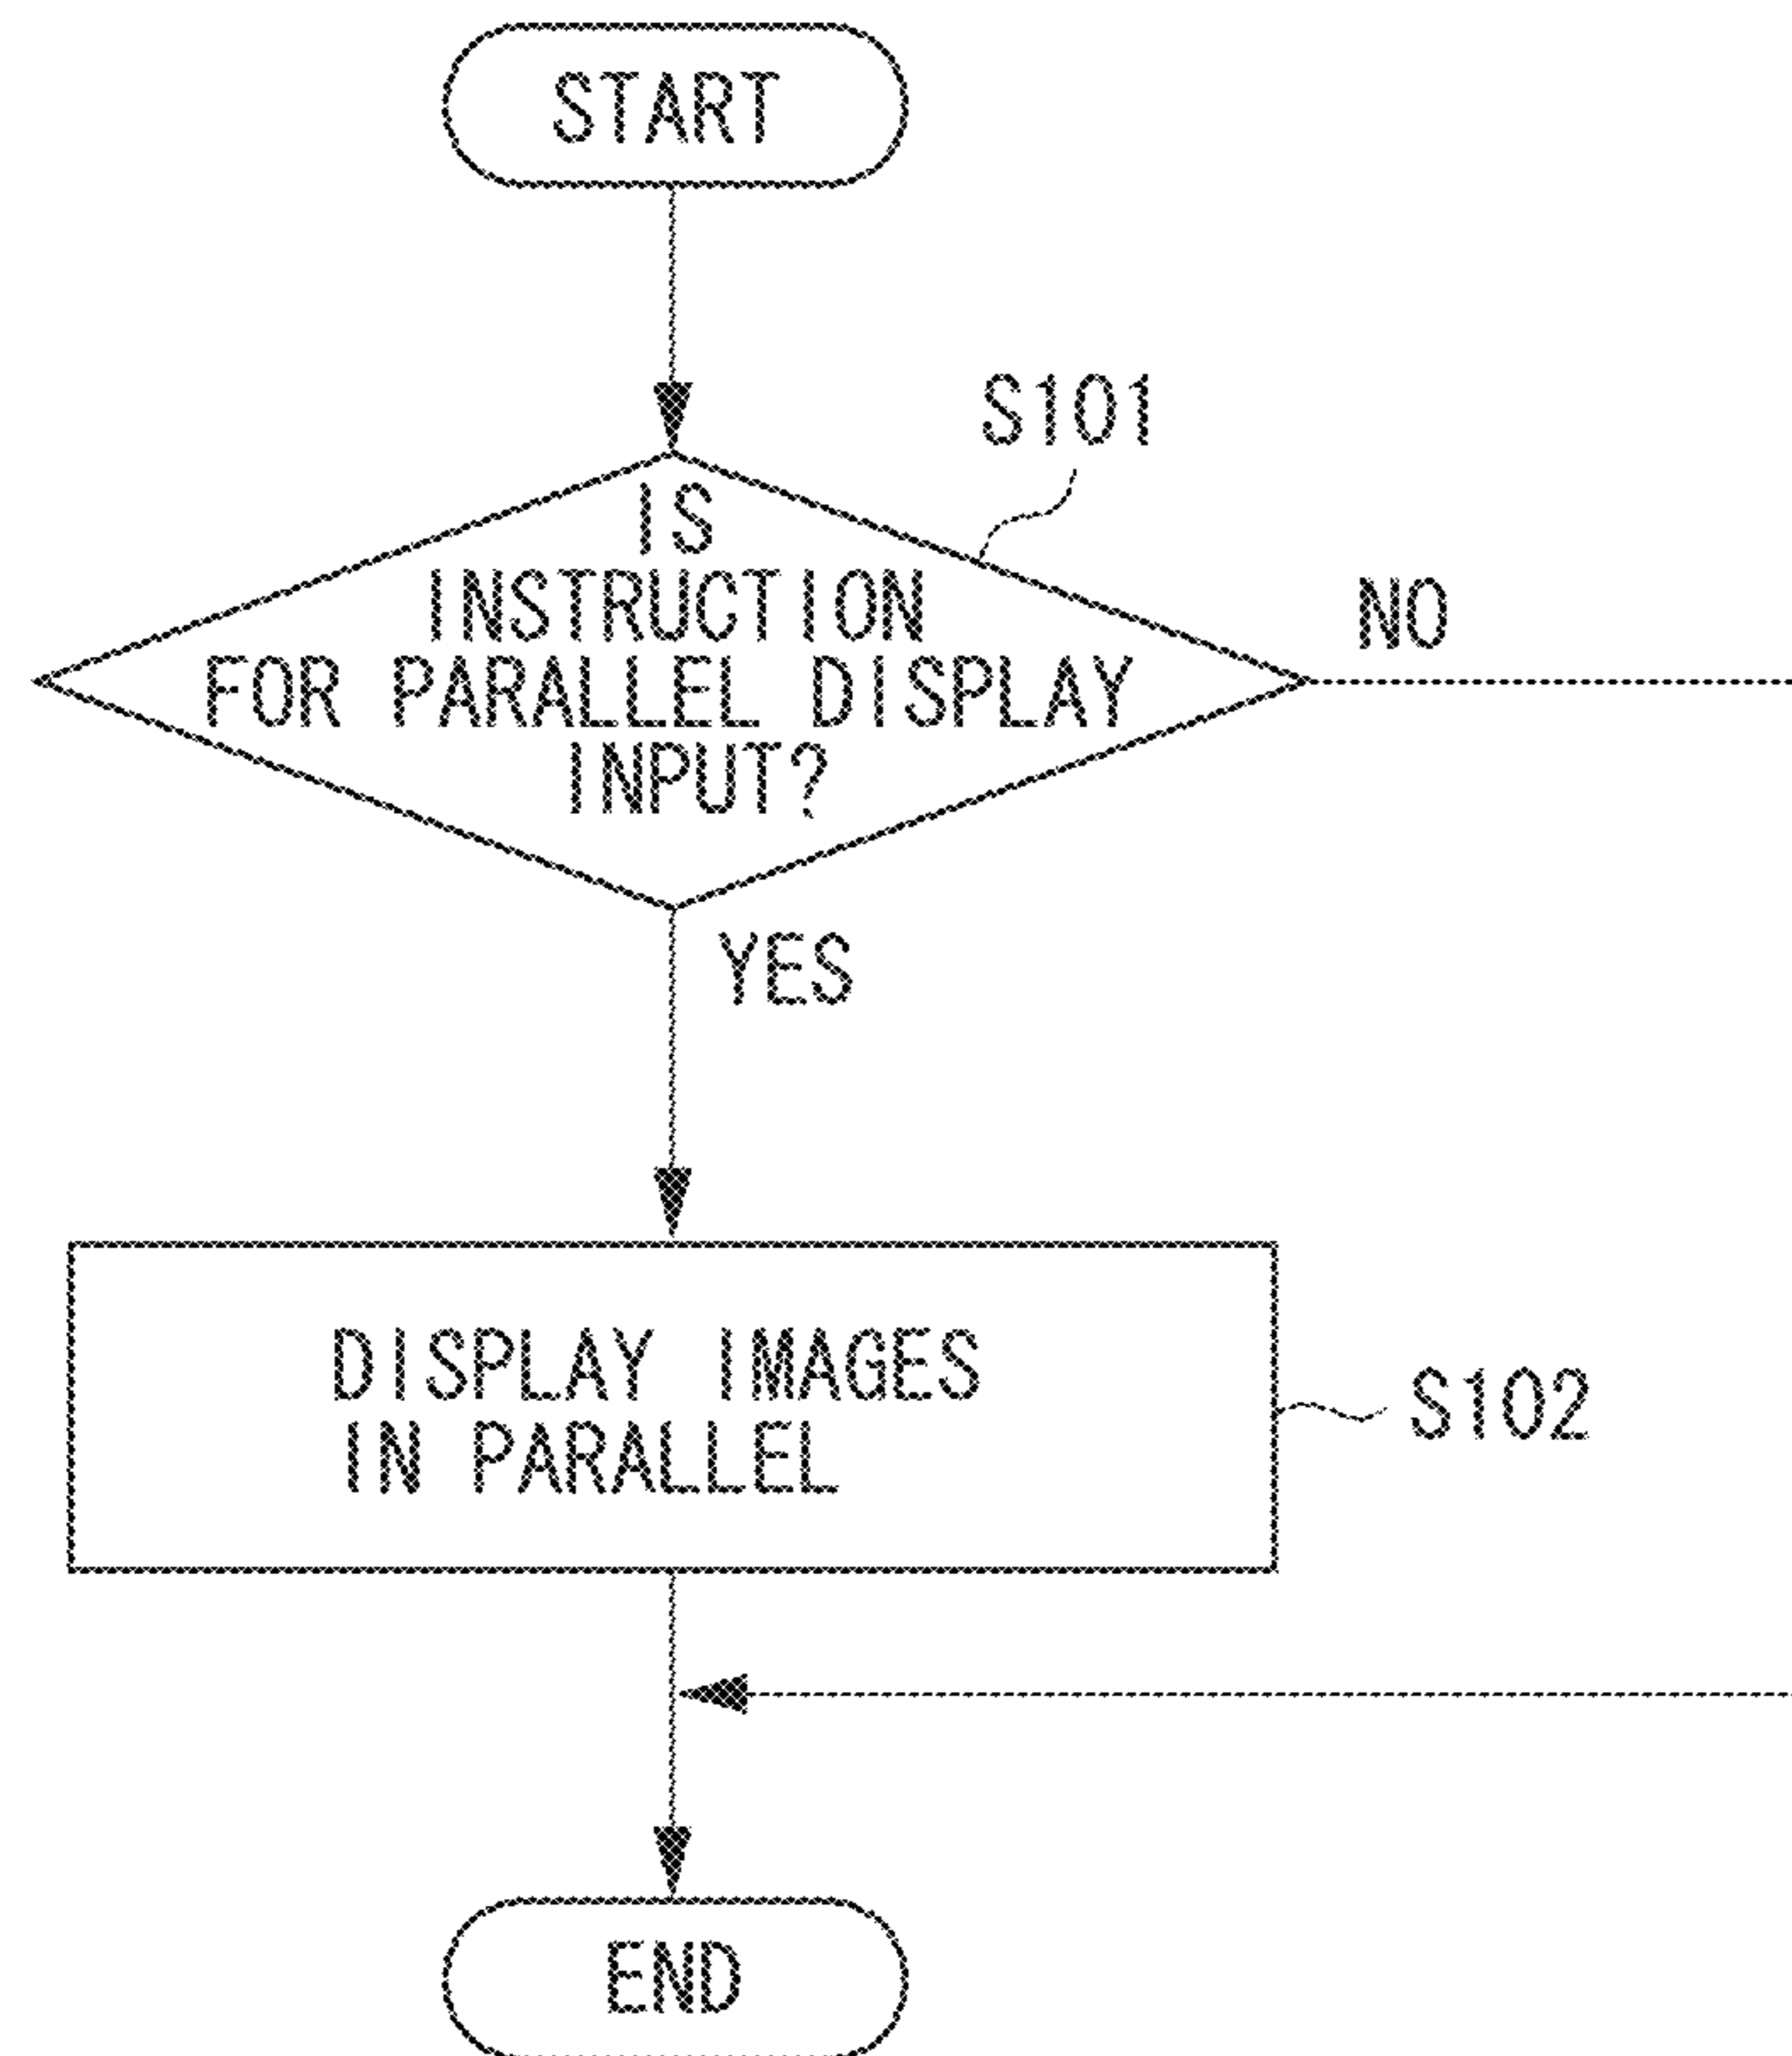 START
S101
IS
INSTRUCTION
FOR PARALLEL DISPLAY
INPUT?
NO
YES
DISPLAY IMAGES
IN PARALLEL
S102
END